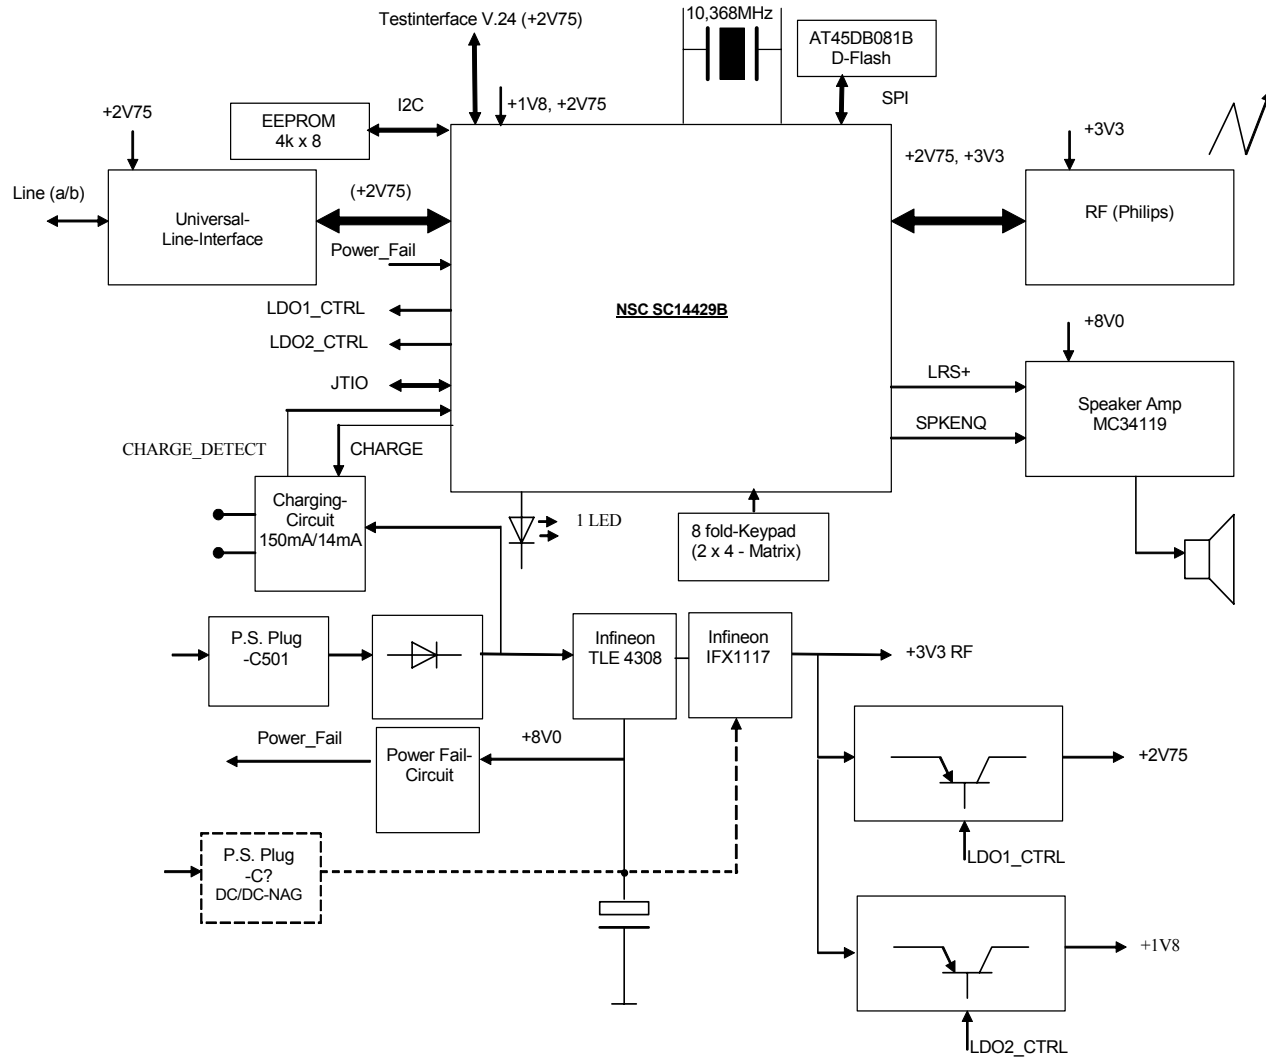 Testinterface V.24 (+2V75)
10,368MHz
AT45DB081B
D-Flash
SPI
+1V8, +2V75
I2C
EEPROM
4k x 8
+2V75
Line (a/b)
Universal-
Line-Interface
(+2V75)
Power_Fail
LDO1_CTRL
LDO2_CTRL
JTIO
NSC SC14429B
+2V75, +3V3
+3V3
RF (Philips)
+8V0
LRS+
SPKENQ
Speaker Amp
MC34119
CHARGE_DETECT
CHARGE
Charging-
Circuit
150mA/14mA
1 LED
8 fold-Keypad
(2 x 4 - Matrix)
P.S. Plug
-C501
Infineon
TLE 4308
Infineon
IFX1117
+3V3 RF
Power_Fail
Power Fail-
Circuit
+8V0
+2V75
LDO1_CTRL
P.S. Plug
-C?
DC/DC-NAG
+1V8
LDO2_CTRL